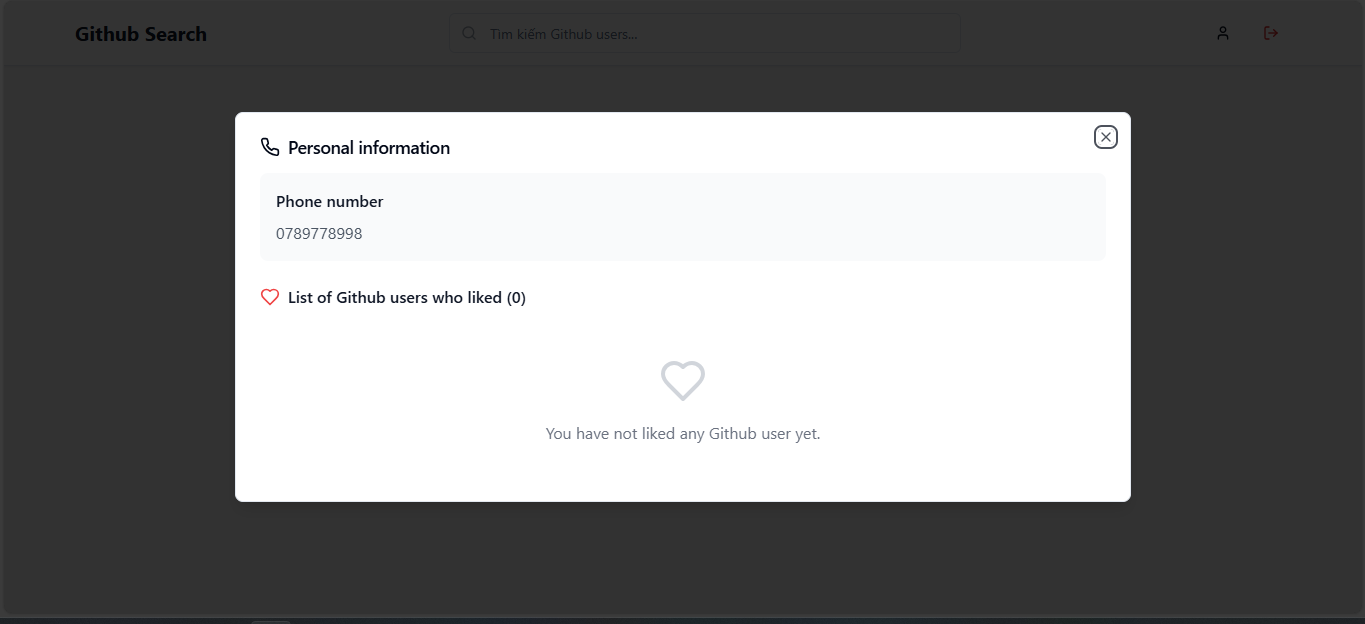 Github Search
Tìm kiếm Github users...
Personal information
Phone number
0789778998
List of Github users who liked (0)
You have not liked any Github user yet.